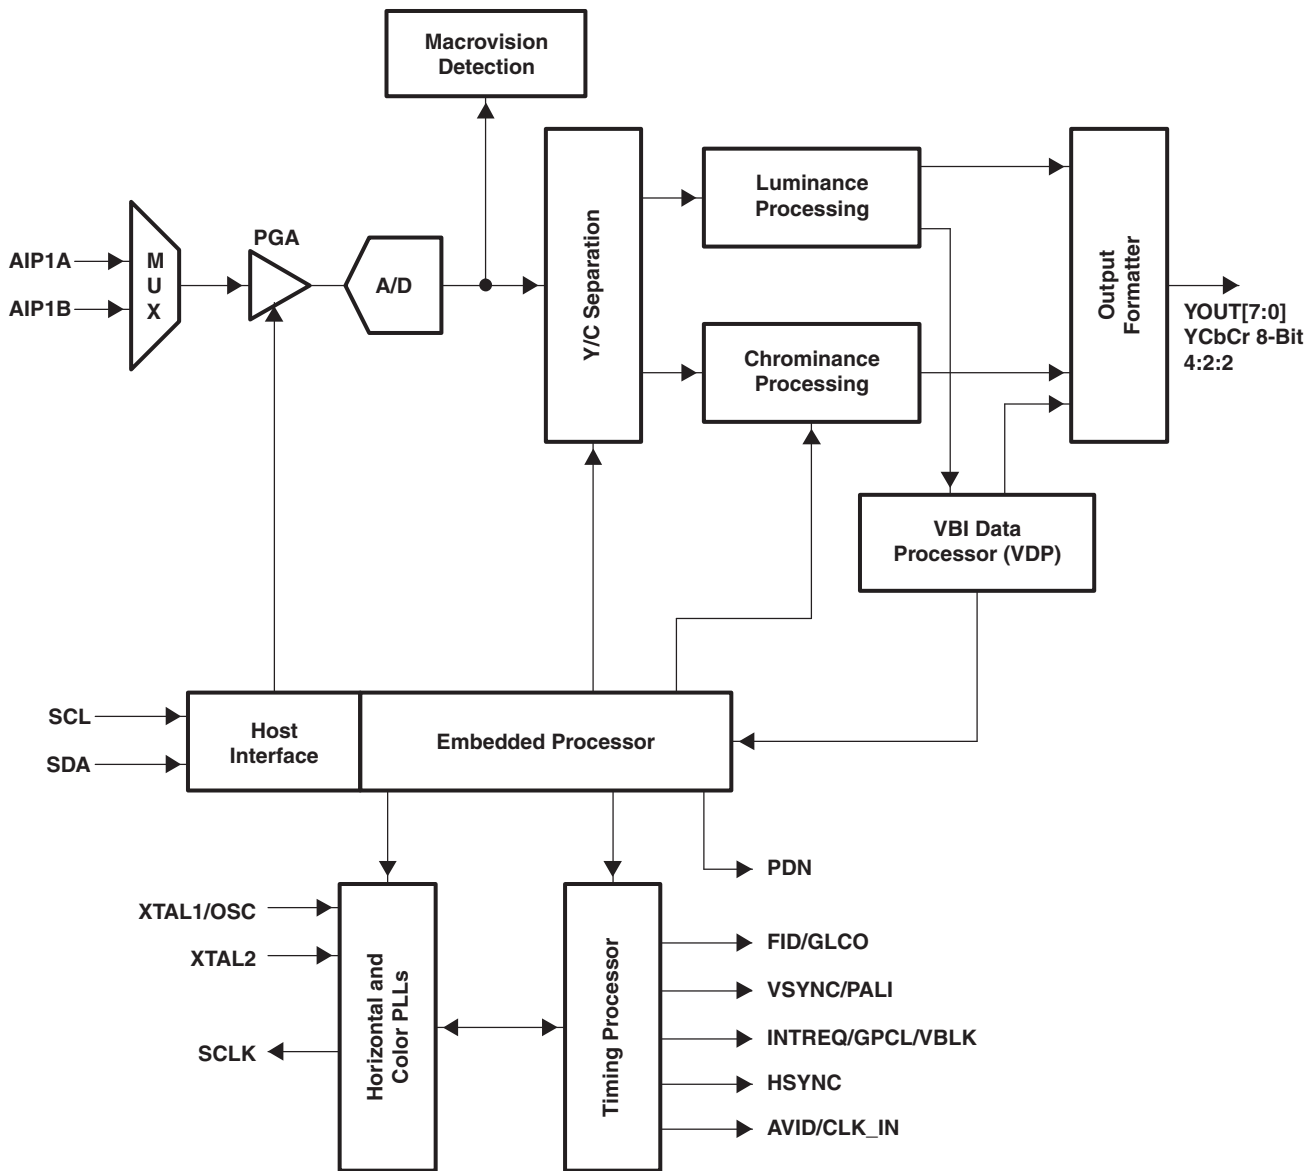 Macrovision
Detection
Luminance
Processing
PGA
AIP1A
AIP1B
M
U
X
A/D
Y/C Separation
Output
Formatter
YOUT[7:0]
YCbCr 8-Bit
4:2:2
Chrominance
Processing
VBI Data
Processor (VDP)
SCL
SDA
Host
Interface
Embedded Processor
PDN
XTAL1/OSC
XTAL2
SCLK
Horizontal and
Color PLLs
Timing Processor
FID/GLCO
VSYNC/PALI
INTREQ/GPCL/VBLK
HSYNC
AVID/CLK_IN